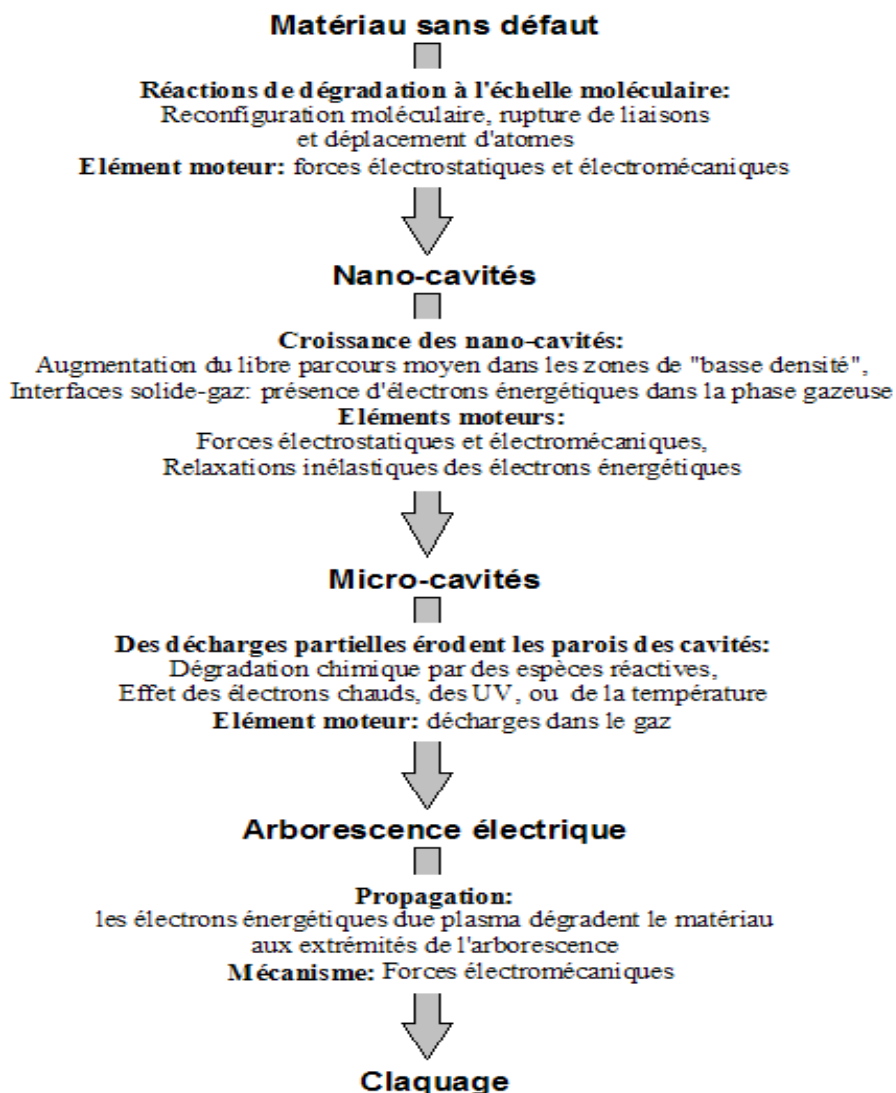 Matériau sans défaut
Réactions de dégradation à l'échelle moléculaire:
Reconfiguration moléculaire, rupture de liaisons
et déplacement d'atomes
Elément moteur: forces électrostatiques et électromécaniques
Nano-cavités
Croissance des nano-cavités:
Augmentation du libre parcours moyen dans les zones de "basse densité",
Interfaces solide-gaz: présence d'électrons énergétiques dans la phase gazeuse
Eléments moteurs:
Forces électrostatiques et électromécaniques,
Relaxations inélastiques des électrons énergétiques
Micro-cavités
Des décharges partielles érodent les parois des cavités:
Dégradation chimique par des espèces réactives,
Effet des électrons chauds, des UV, ou de la température
Elément moteur: décharges dans le gaz
Arborescence électrique
Propagation:
les électrons énergétiques due plasma dégradent le matériau
aux extrémités de l'arborescence
Mécanisme: Forces électromécaniques
Claquage